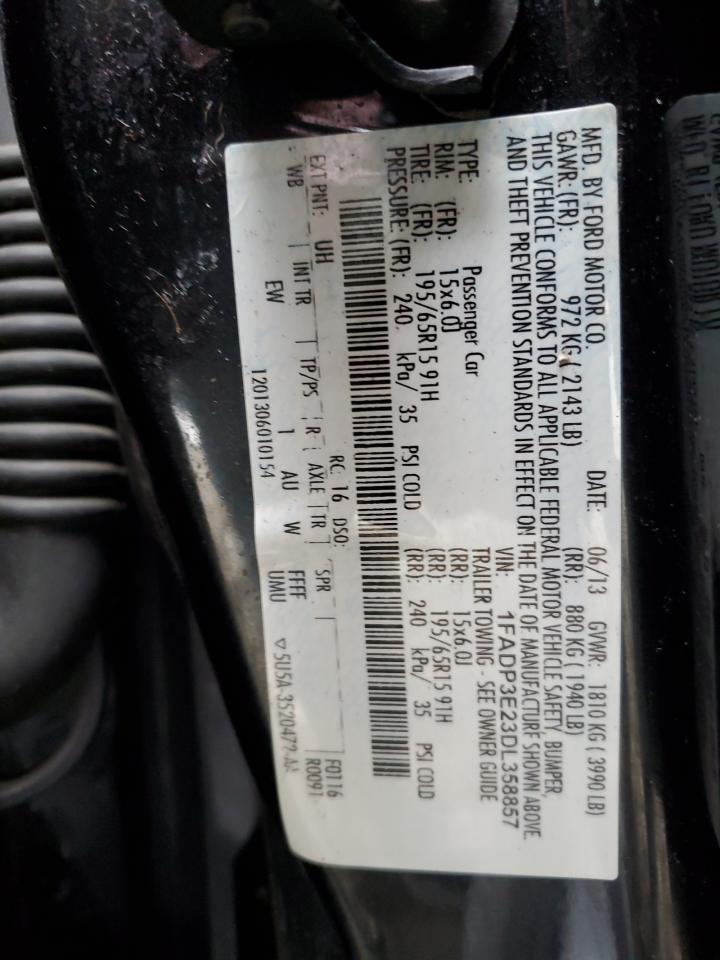 MFD. BY FORD MOTOR CO.
DATE: 06/13 GVWR: 1810 KG ( 3990 LB)
GAWR: (FR): 972 KG ( 2143 LB) (RR): 880 KG ( 1940 LB)
THIS VEHICLE CONFORMS TO ALL APPLICABLE FEDERAL MOTOR VEHICLE SAFETY, BUMPER,
AND THEFT PREVENTION STANDARDS IN EFFECT ON THE DATE OF MANUFACTURE SHOWN ABOVE.
VIN: 1FADP3E23DL358857
TYPE: Passenger Car TRAILER TOWING - SEE OWNER GUIDE
RIM: (FR): 15x6.0J (RR): 15x6.0J
TIRE: (FR): 195/65R15 91H (RR): 195/65R15 91H
PRESSURE: (FR): 240 kPa/ 35 PSI COLD (RR): 240 kPa/ 35 PSI COLD
EXT PNT: UH RC: 16 DSO: F0116
WB INT TR TP/PS R AXLE TR SPR R0091
EW 1 AU W FFFF
UMU
1201306010154 5U5A-3520472-